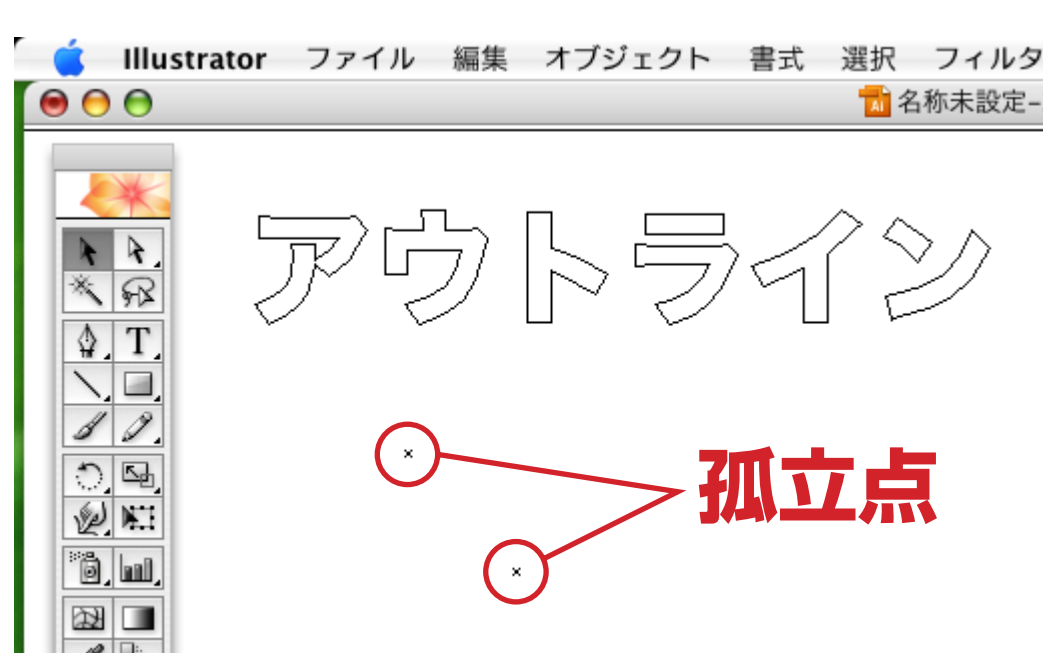 Illustrator ファイル 編集 オブジェクト 書式 選択 フィルタ
Ai 名称未設定-
アウトライン
T
孤立点